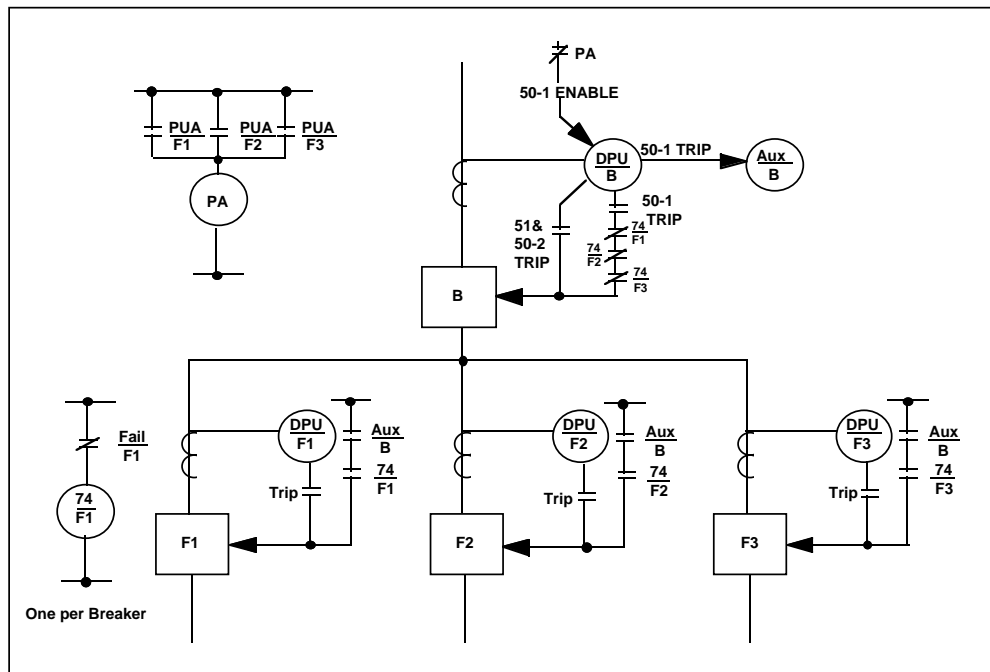 PA
50-1 ENABLE
PUA
F1
PUA
F2
PUA
F3
PA
DPU
B
50-1 TRIP
Aux
B
50-1
TRIP
51&
50-2
TRIP
74
F1
74
F2
74
F3
B
Fail
F1
74
F1
One per Breaker
DPU
F1
Aux
B
Trip
74
F1
F1
DPU
F2
Aux
B
Trip
74
F2
F2
DPU
F3
Aux
B
Trip
74
F3
F3